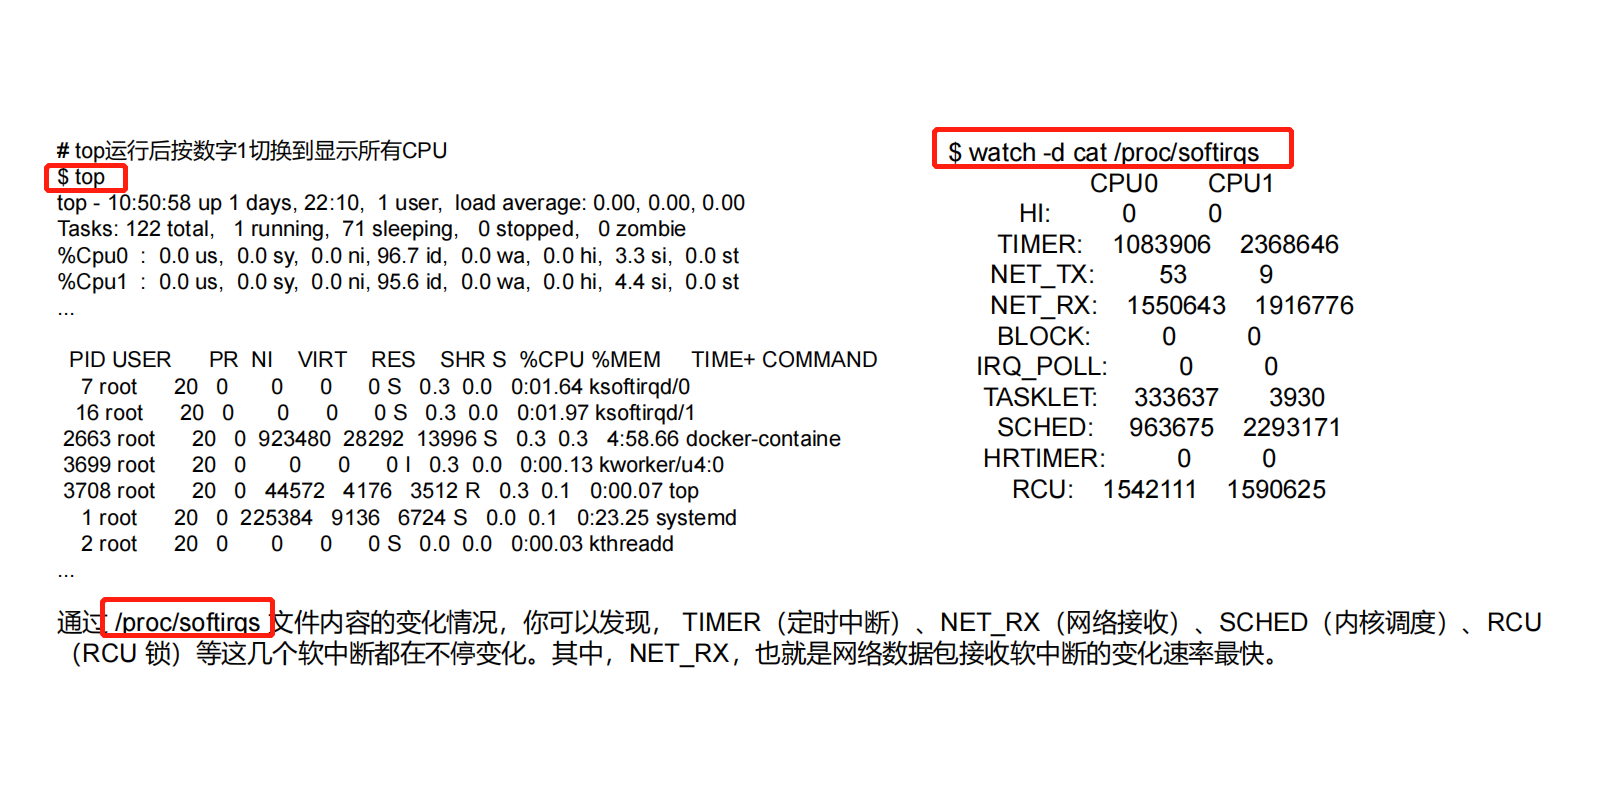 # top运行后按数字1切换到显示所有CPU
$ top
top - 10:50:58 up 1 days, 22:10, 1 user, load average: 0.00, 0.00, 0.00
Tasks: 122 total, 1 running, 71 sleeping, 0 stopped, 0 zombie
%Cpu0 : 0.0 us, 0.0 sy, 0.0 ni, 96.7 id, 0.0 wa, 0.0 hi, 3.3 si, 0.0 st
%Cpu1 : 0.0 us, 0.0 sy, 0.0 ni, 95.6 id, 0.0 wa, 0.0 hi, 4.4 si, 0.0 st
...
PID USER PR NI VIRT RES SHR S %CPU %MEM TIME+ COMMAND
7 root 20 0 0 0 0 S 0.3 0.0 0:01.64 ksoftirqd/0
16 root 20 0 0 0 0 S 0.3 0.0 0:01.97 ksoftirqd/1
2663 root 20 0 923480 28292 13996 S 0.3 0.3 4:58.66 docker-containe
3699 root 20 0 0 0 0 I 0.3 0.0 0:00.13 kworker/u4:0
3708 root 20 0 44572 4176 3512 R 0.3 0.1 0:00.07 top
1 root 20 0 225384 9136 6724 S 0.0 0.1 0:23.25 systemd
2 root 20 0 0 0 0 S 0.0 0.0 0:00.03 kthreadd
...
$ watch -d cat /proc/softirqs
CPU0 CPU1
HI: 0 0
TIMER: 1083906 2368646
NET_TX: 53 9
NET_RX: 1550643 1916776
BLOCK: 0 0
IRQ_POLL: 0 0
TASKLET: 333637 3930
SCHED: 963675 2293171
HRTIMER: 0 0
RCU: 1542111 1590625
通过 /proc/softirqs 文件内容的变化情况，你可以发现， TIMER（定时中断）、NET_RX（网络接收）、SCHED（内核调度）、RCU
（RCU 锁）等这几个软中断都在不停变化。其中，NET_RX，也就是网络数据包接收软中断的变化速率最快。